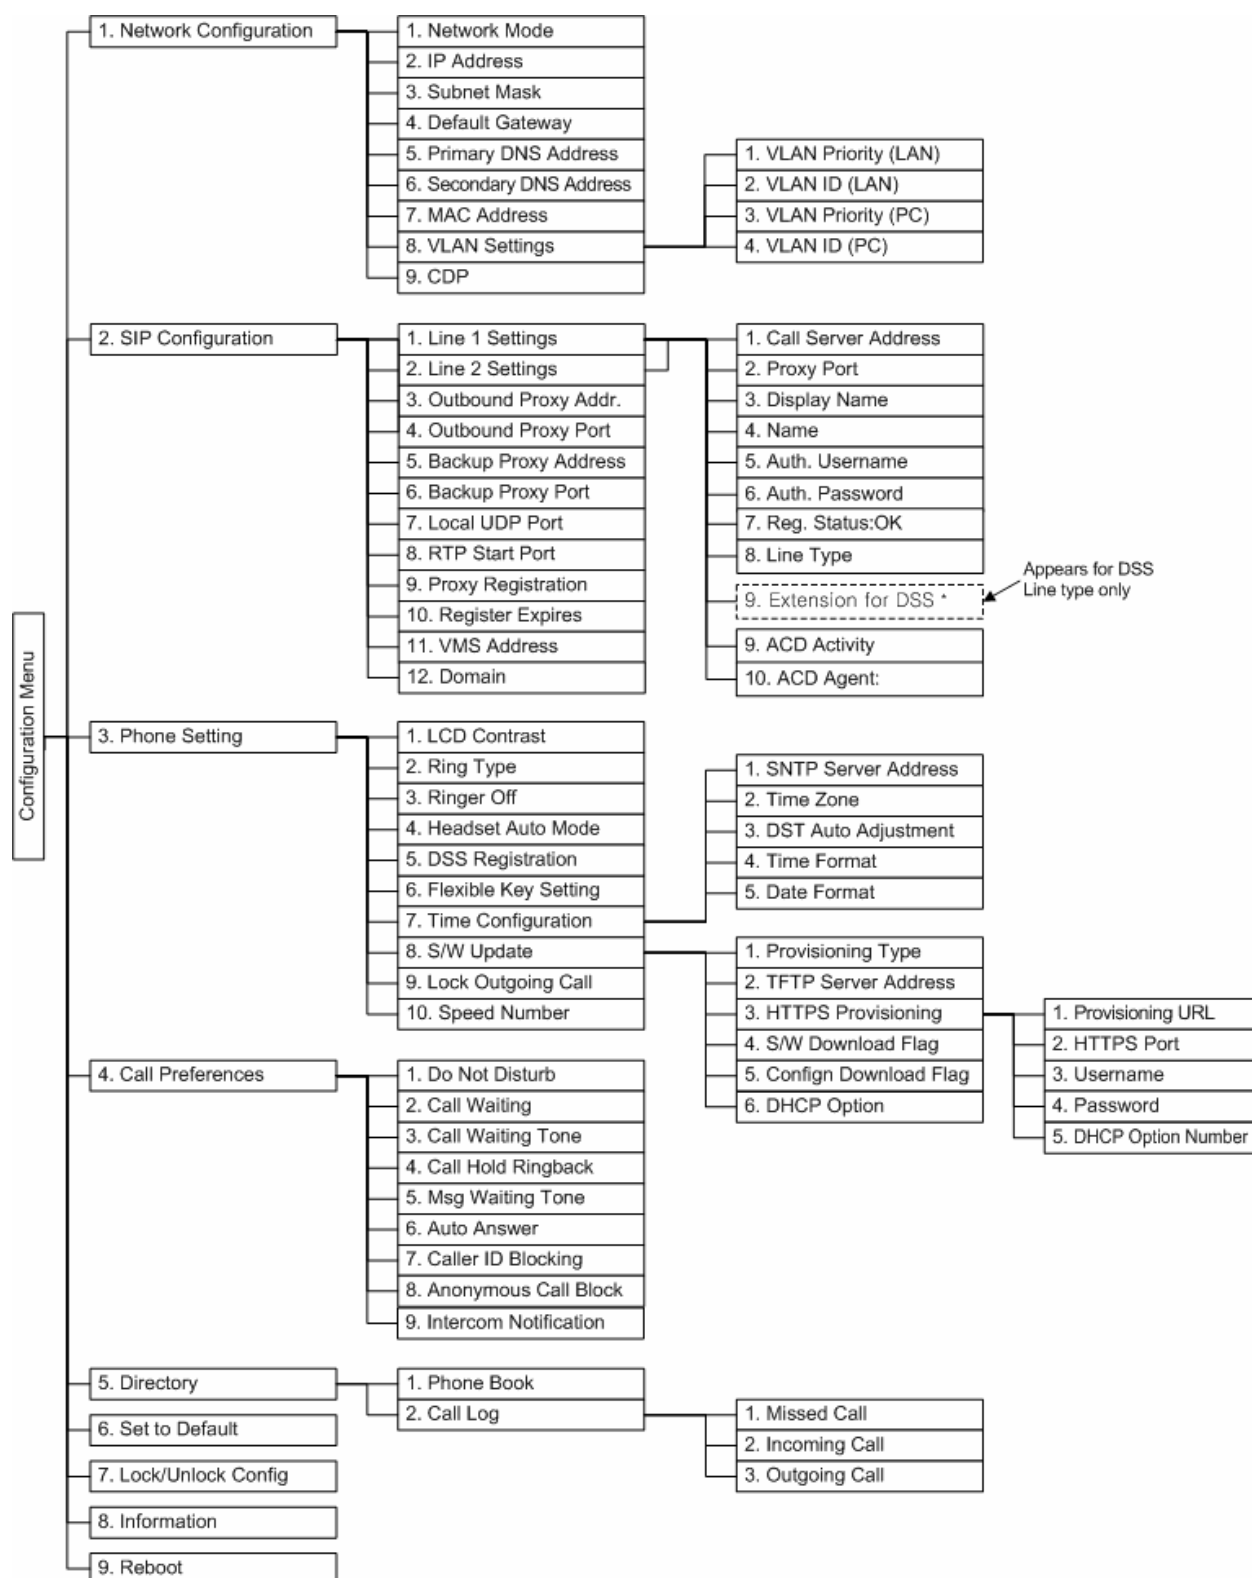 Configuration Menu
1. Network Configuration
1. Network Mode
2. IP Address
3. Subnet Mask
4. Default Gateway
5. Primary DNS Address
6. Secondary DNS Address
7. MAC Address
8. VLAN Settings
9. CDP
1. VLAN Priority (LAN)
2. VLAN ID (LAN)
3. VLAN Priority (PC)
4. VLAN ID (PC)
2. SIP Configuration
1. Line 1 Settings
2. Line 2 Settings
3. Outbound Proxy Addr.
4. Outbound Proxy Port
5. Backup Proxy Address
6. Backup Proxy Port
7. Local UDP Port
8. RTP Start Port
9. Proxy Registration
10. Register Expires
11. VMS Address
12. Domain
1. Call Server Address
2. Proxy Port
3. Display Name
4. Name
5. Auth. Username
6. Auth. Password
7. Reg. Status:OK
8. Line Type
9. Extension for DSS *
Appears for DSS
Line type only
9. ACD Activity
10. ACD Agent:
3. Phone Setting
1. LCD Contrast
2. Ring Type
3. Ringer Off
4. Headset Auto Mode
5. DSS Registration
6. Flexible Key Setting
7. Time Configuration
8. S/W Update
9. Lock Outgoing Call
10. Speed Number
1. SNTP Server Address
2. Time Zone
3. DST Auto Adjustment
4. Time Format
5. Date Format
1. Provisioning Type
2. TFTP Server Address
3. HTTPS Provisioning
4. S/W Download Flag
5. Confign Download Flag
6. DHCP Option
1. Provisioning URL
2. HTTPS Port
3. Username
4. Password
5. DHCP Option Number
4. Call Preferences
1. Do Not Disturb
2. Call Waiting
3. Call Waiting Tone
4. Call Hold Ringback
5. Msg Waiting Tone
6. Auto Answer
7. Caller ID Blocking
8. Anonymous Call Block
9. Intercom Notification
5. Directory
1. Phone Book
2. Call Log
1. Missed Call
2. Incoming Call
3. Outgoing Call
6. Set to Default
7. Lock/Unlock Config
8. Information
9. Reboot